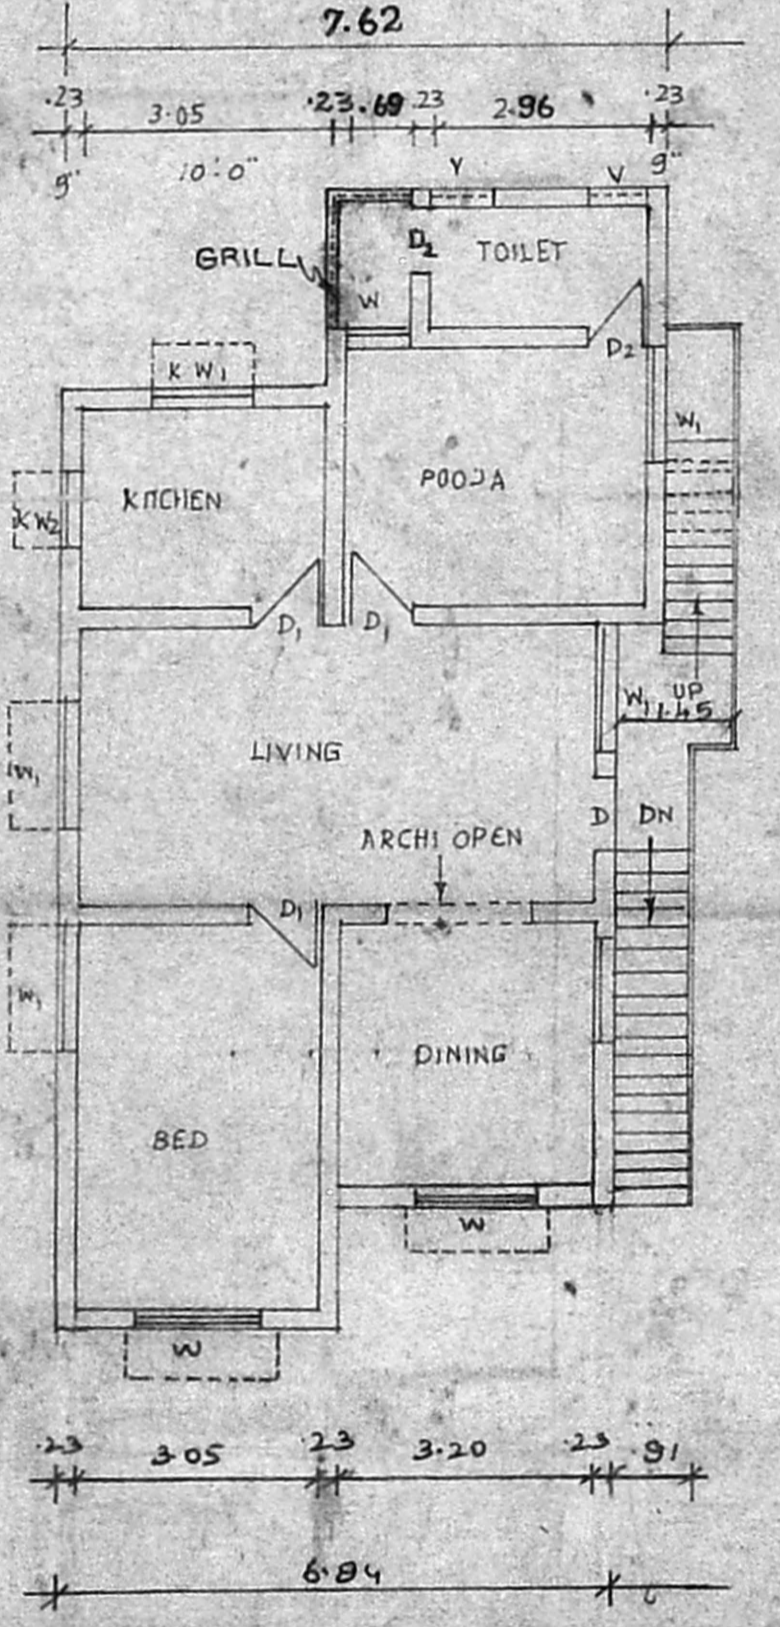 7.62
.23 3.05 .23 .69 .23 2.96 .23
9" 10'-0" Y V 9"
D2 TOILET
GRILL
W
D2
K W1
W1
POOJA
KITCHEN
KW2
D1 D1
W1 UP
1.45
LIVING
W1
D DN
ARCHI OPEN
D1
W1
DINING
BED
W
W
.23 3.05 .23 3.20 .23 .91
6.94